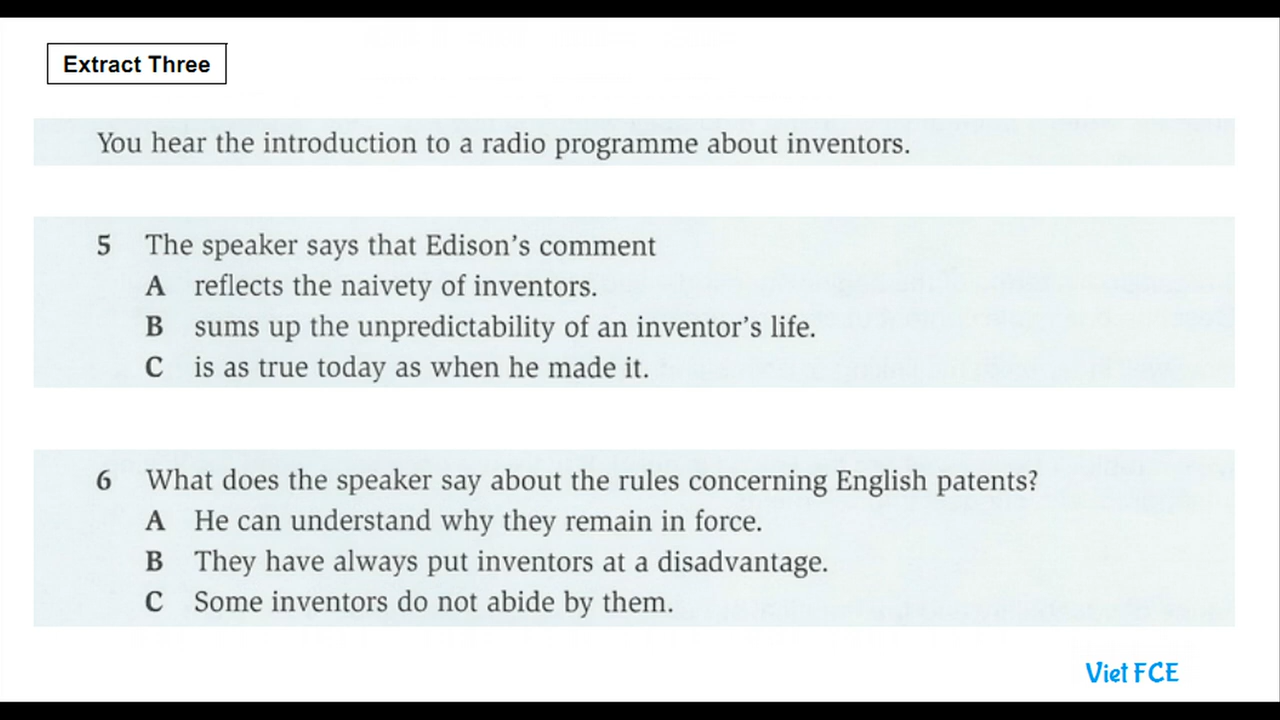 Extract Three
You hear the introduction to a radio programme about inventors.
5 The speaker says that Edison's comment
A reflects the naivety of inventors.
B sums up the unpredictability of an inventor's life.
C is as true today as when he made it.
6 What does the speaker say about the rules concerning English patents?
A He can understand why they remain in force.
B They have always put inventors at a disadvantage.
C Some inventors do not abide by them.
Viet FCE